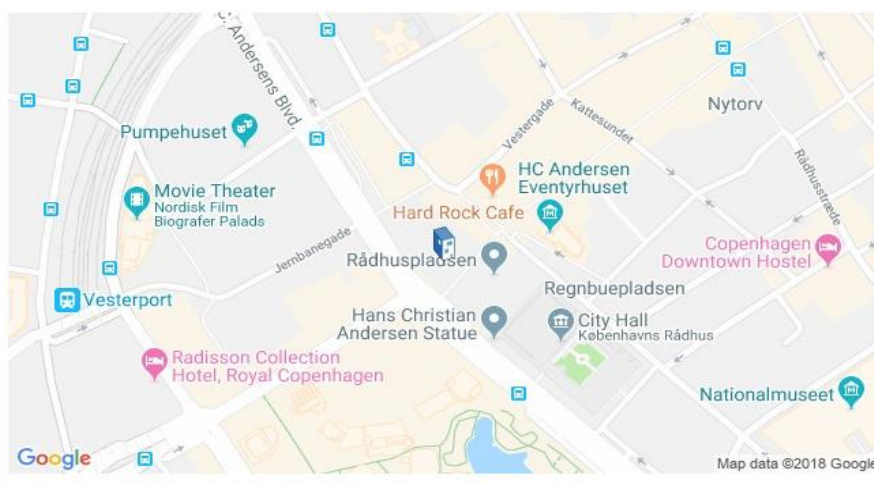 C. Andersens Blvd.
Pumpehuset
Vestergade
Kattesundet
Nytorv
Movie Theater
Nordisk Film
Biografer Palads
HC Andersen
Eventyrhuset
Rådhusstræde
Hard Rock Cafe
Jernbanegade
Rådhuspladsen
Copenhagen
Downtown Hostel
Vesterport
Regnbuepladsen
Hans Christian
Andersen Statue
City Hall
Københavns Rådhus
Radisson Collection
Hotel, Royal Copenhagen
Nationalmuseet
Google
Map data ©2018 Google